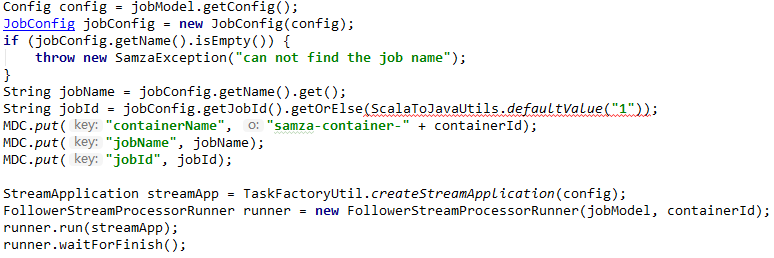 Config config = jobModel.getConfig();
JobConfig jobConfig = new JobConfig(config);
if (jobConfig.getName().isEmpty()) {
    throw new SamzaException("can not find the job name");
}
String jobName = jobConfig.getName().get();
String jobId = jobConfig.getJobId().getOrElse(ScalaToJavaUtils.defaultValue("1"));
MDC.put( key: "containerName", o: "samza-container-" + containerId);
MDC.put( key: "jobName", jobName);
MDC.put( key: "jobId", jobId);

StreamApplication streamApp = TaskFactoryUtil.createStreamApplication(config);
FollowerStreamProcessorRunner runner = new FollowerStreamProcessorRunner(jobModel, containerId);
runner.run(streamApp);
runner.waitForFinish();